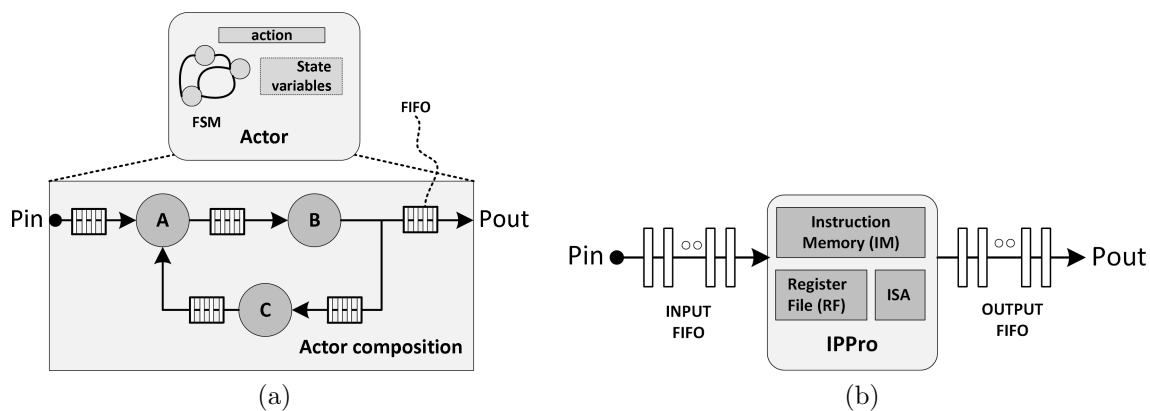 action
State
variables
FSM
Actor
FIFO
Pin
A
B
Pout
C
Actor composition
(a)
Instruction
Memory (IM)
Pin
Pout
Register
File (RF)
ISA
INPUT
FIFO
OUTPUT
FIFO
IPPro
(b)